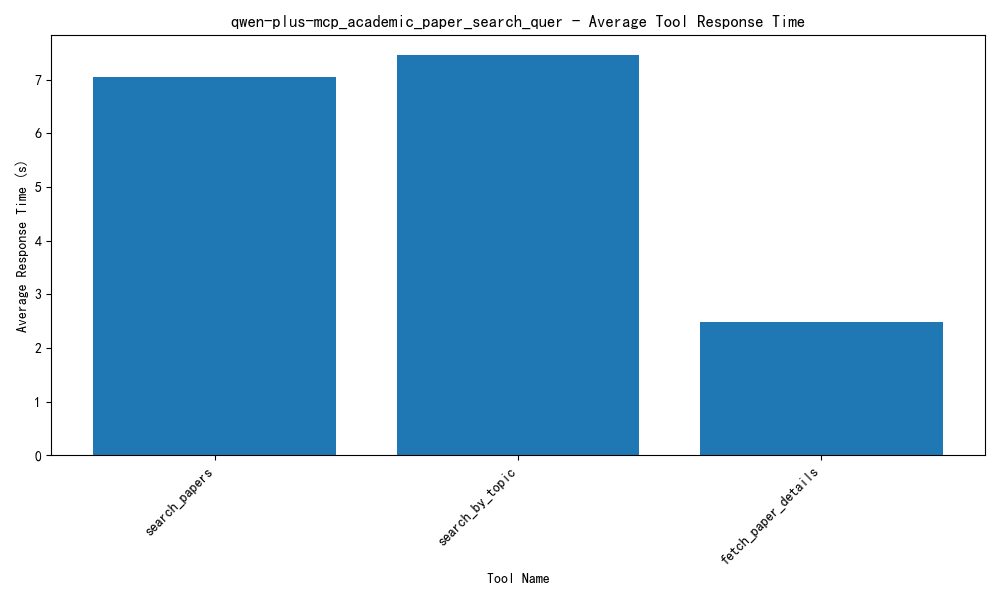 qwen-plus-mcp_academic_paper_search_quer - Average Tool Response Time
Average Response Time (s)
7
6
5
4
3
2
1
0
search_papers
search_by_topic
fetch_paper_details
Tool Name